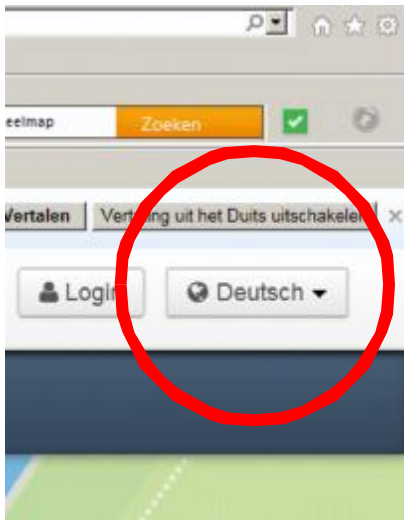 eelmap Zoeken
Vertalen Vertaling uit het Duits uitschakelen
Login Deutsch